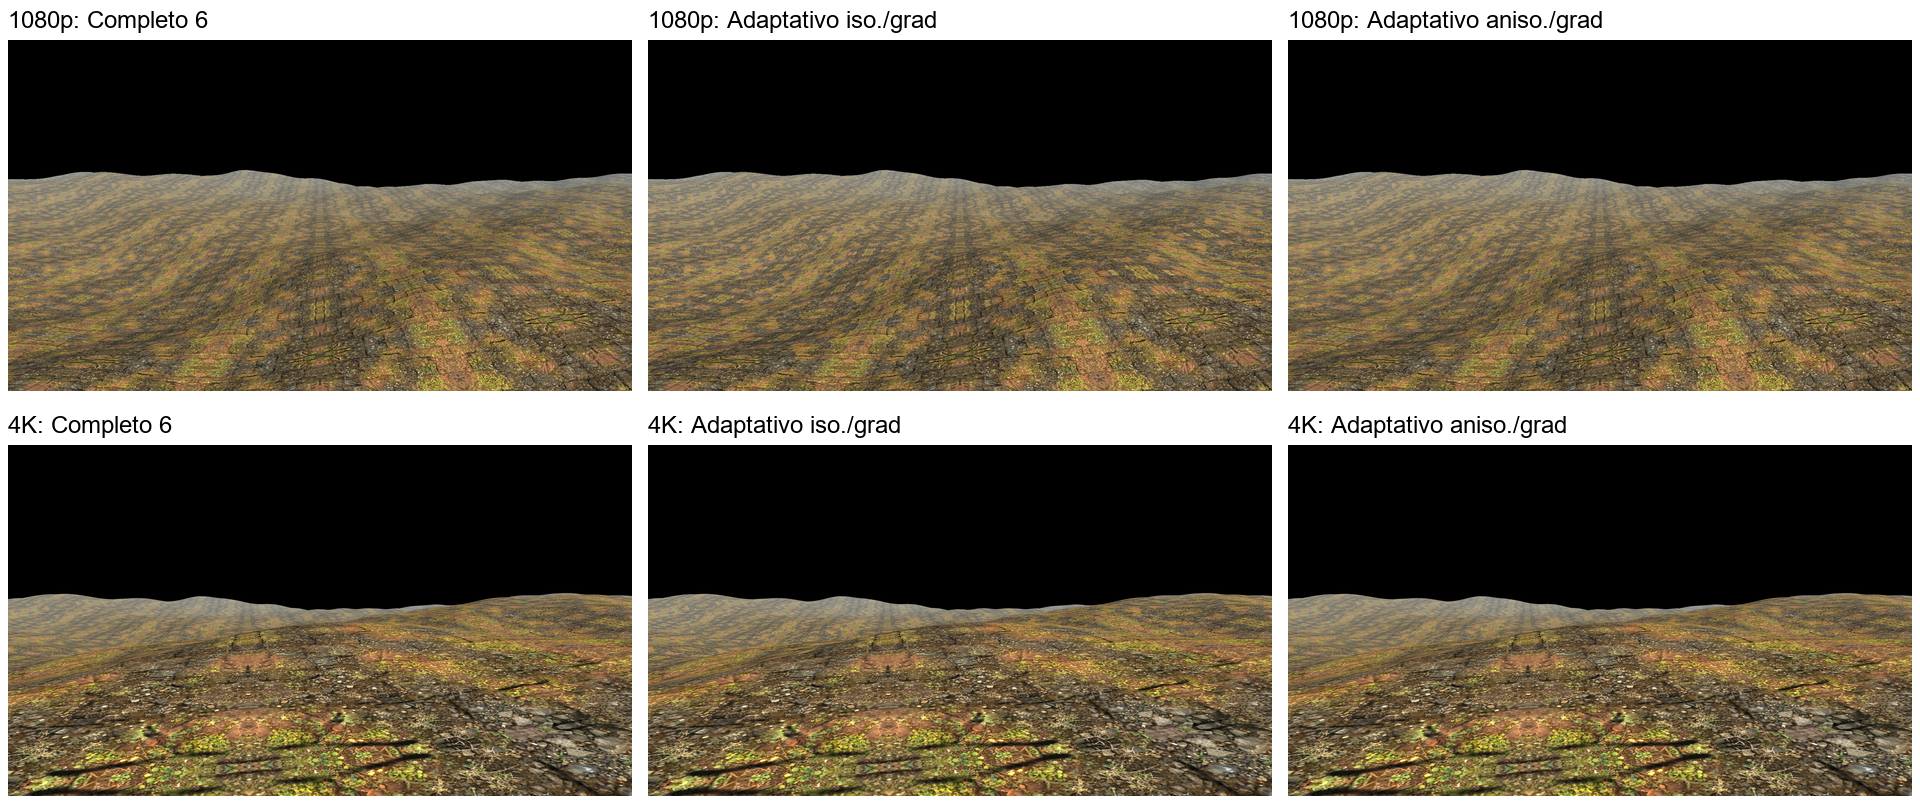 1080p: Completo 6
1080p: Adaptativo iso./grad
1080p: Adaptativo aniso./grad
4K: Completo 6
4K: Adaptativo iso./grad
4K: Adaptativo aniso./grad